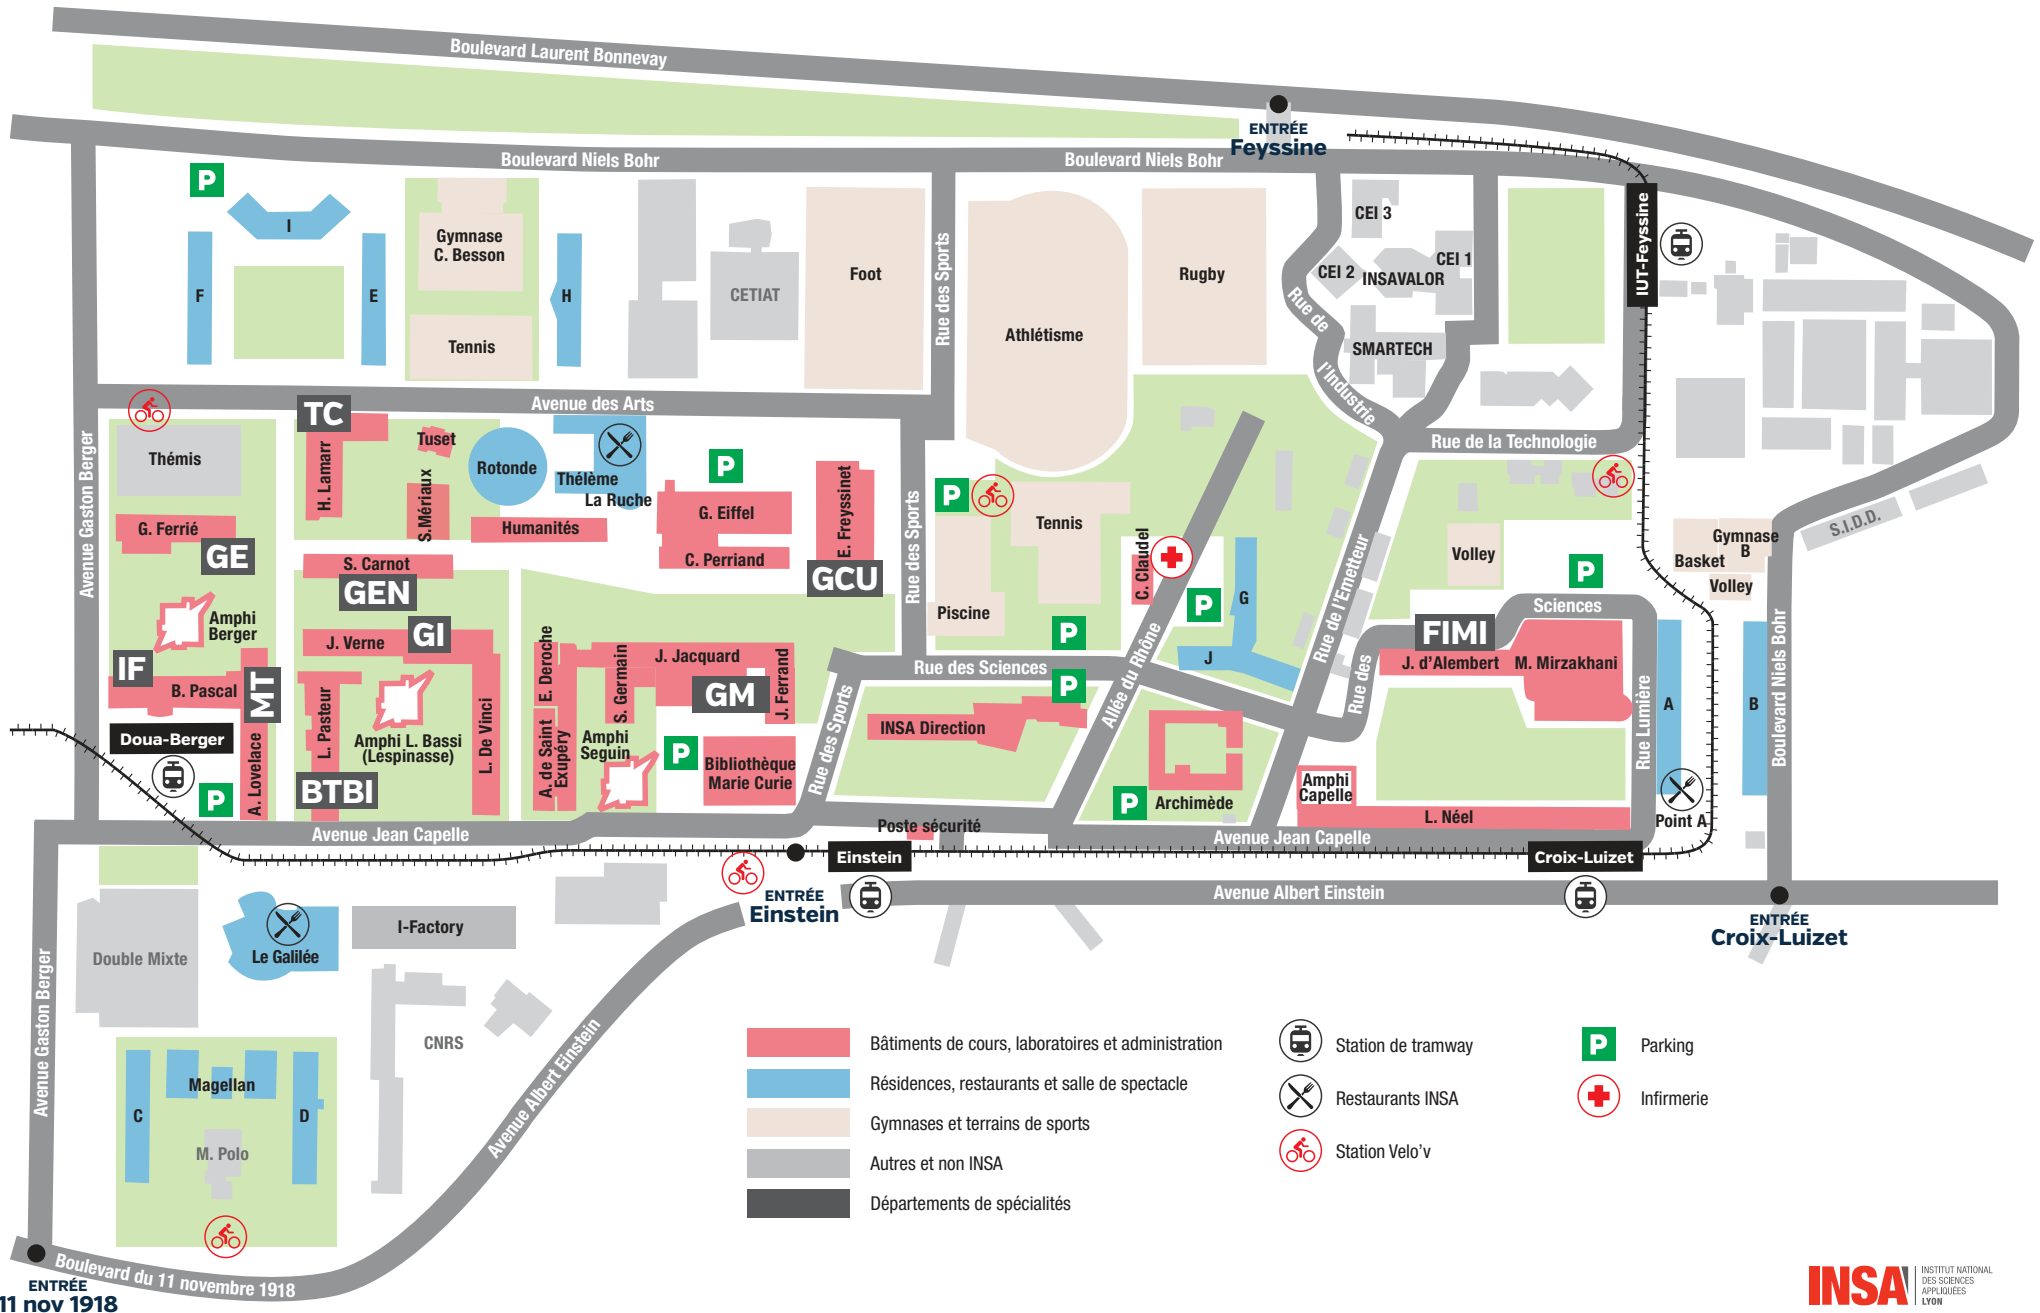 Boulevard Laurent Bonnevay
ENTRÉE
Feyssine
Boulevard Niels Bohr
Boulevard Niels Bohr
P
I
F
E
H
Gymnase
C. Besson
Tennis
CETIAT
Foot
Rue des Sports
Athlétisme
Rugby
CEI 3
CEI 2
CEI 1
INSAVALOR
SMARTECH
Rue de
l'Industrie
IUT-Feyssine
Avenue des Arts
Avenue Gaston Berger
Thémis
TC
H. Lamarr
Tuset
S.Mériaux
Rotonde
Thélème
La Ruche
P
G. Eiffel
C. Perriand
E. Freyssinet
GCU
Rue des Sports
P
Tennis
Piscine
Rue de la Technologie
G. Ferrié
GE
Humanités
S. Carnot
GEN
C. Claudel
P
G
J
Allée du Rhône
Rue de l'Emetteur
Volley
P
Basket
Gymnase
B
Volley
S.I.D.D.
Amphi
Berger
IF
B. Pascal
MT
J. Verne
GI
L. Pasteur
Amphi L. Bassi
(Lespinasse)
L. De Vinci
E. Deroche
A. de Saint
Exupéry
S. Germain
J. Jacquard
GM
J. Ferrand
Amphi
Seguin
P
Bibliothèque
Marie Curie
Rue des Sports
P
Rue des Sciences
P
INSA Direction
Archimède
P
Rue des
Sciences
FIMI
J. d'Alembert
M. Mirzakhani
Rue Lumière
A
B
Boulevard Niels Bohr
Amphi
Capelle
L. Néel
Point A
Doua-Berger
P
A. Lovelace
BTBI
Avenue Jean Capelle
Poste sécurité
Avenue Jean Capelle
Einstein
Croix-Luizet
ENTRÉE
Einstein
Avenue Albert Einstein
ENTRÉE
Croix-Luizet
Double Mixte
Le Galilée
I-Factory
CNRS
Avenue Gaston Berger
Magellan
C
D
M. Polo
Avenue Albert Einstein
Boulevard du 11 novembre 1918
ENTRÉE
11 nov 1918
Bâtiments de cours, laboratoires et administration
Résidences, restaurants et salle de spectacle
Gymnases et terrains de sports
Autres et non INSA
Départements de spécialités
Station de tramway
Restaurants INSA
Station Velo'v
P
Parking
Infirmerie
INSA
INSTITUT NATIONAL
DES SCIENCES
APPLIQUÉES
LYON